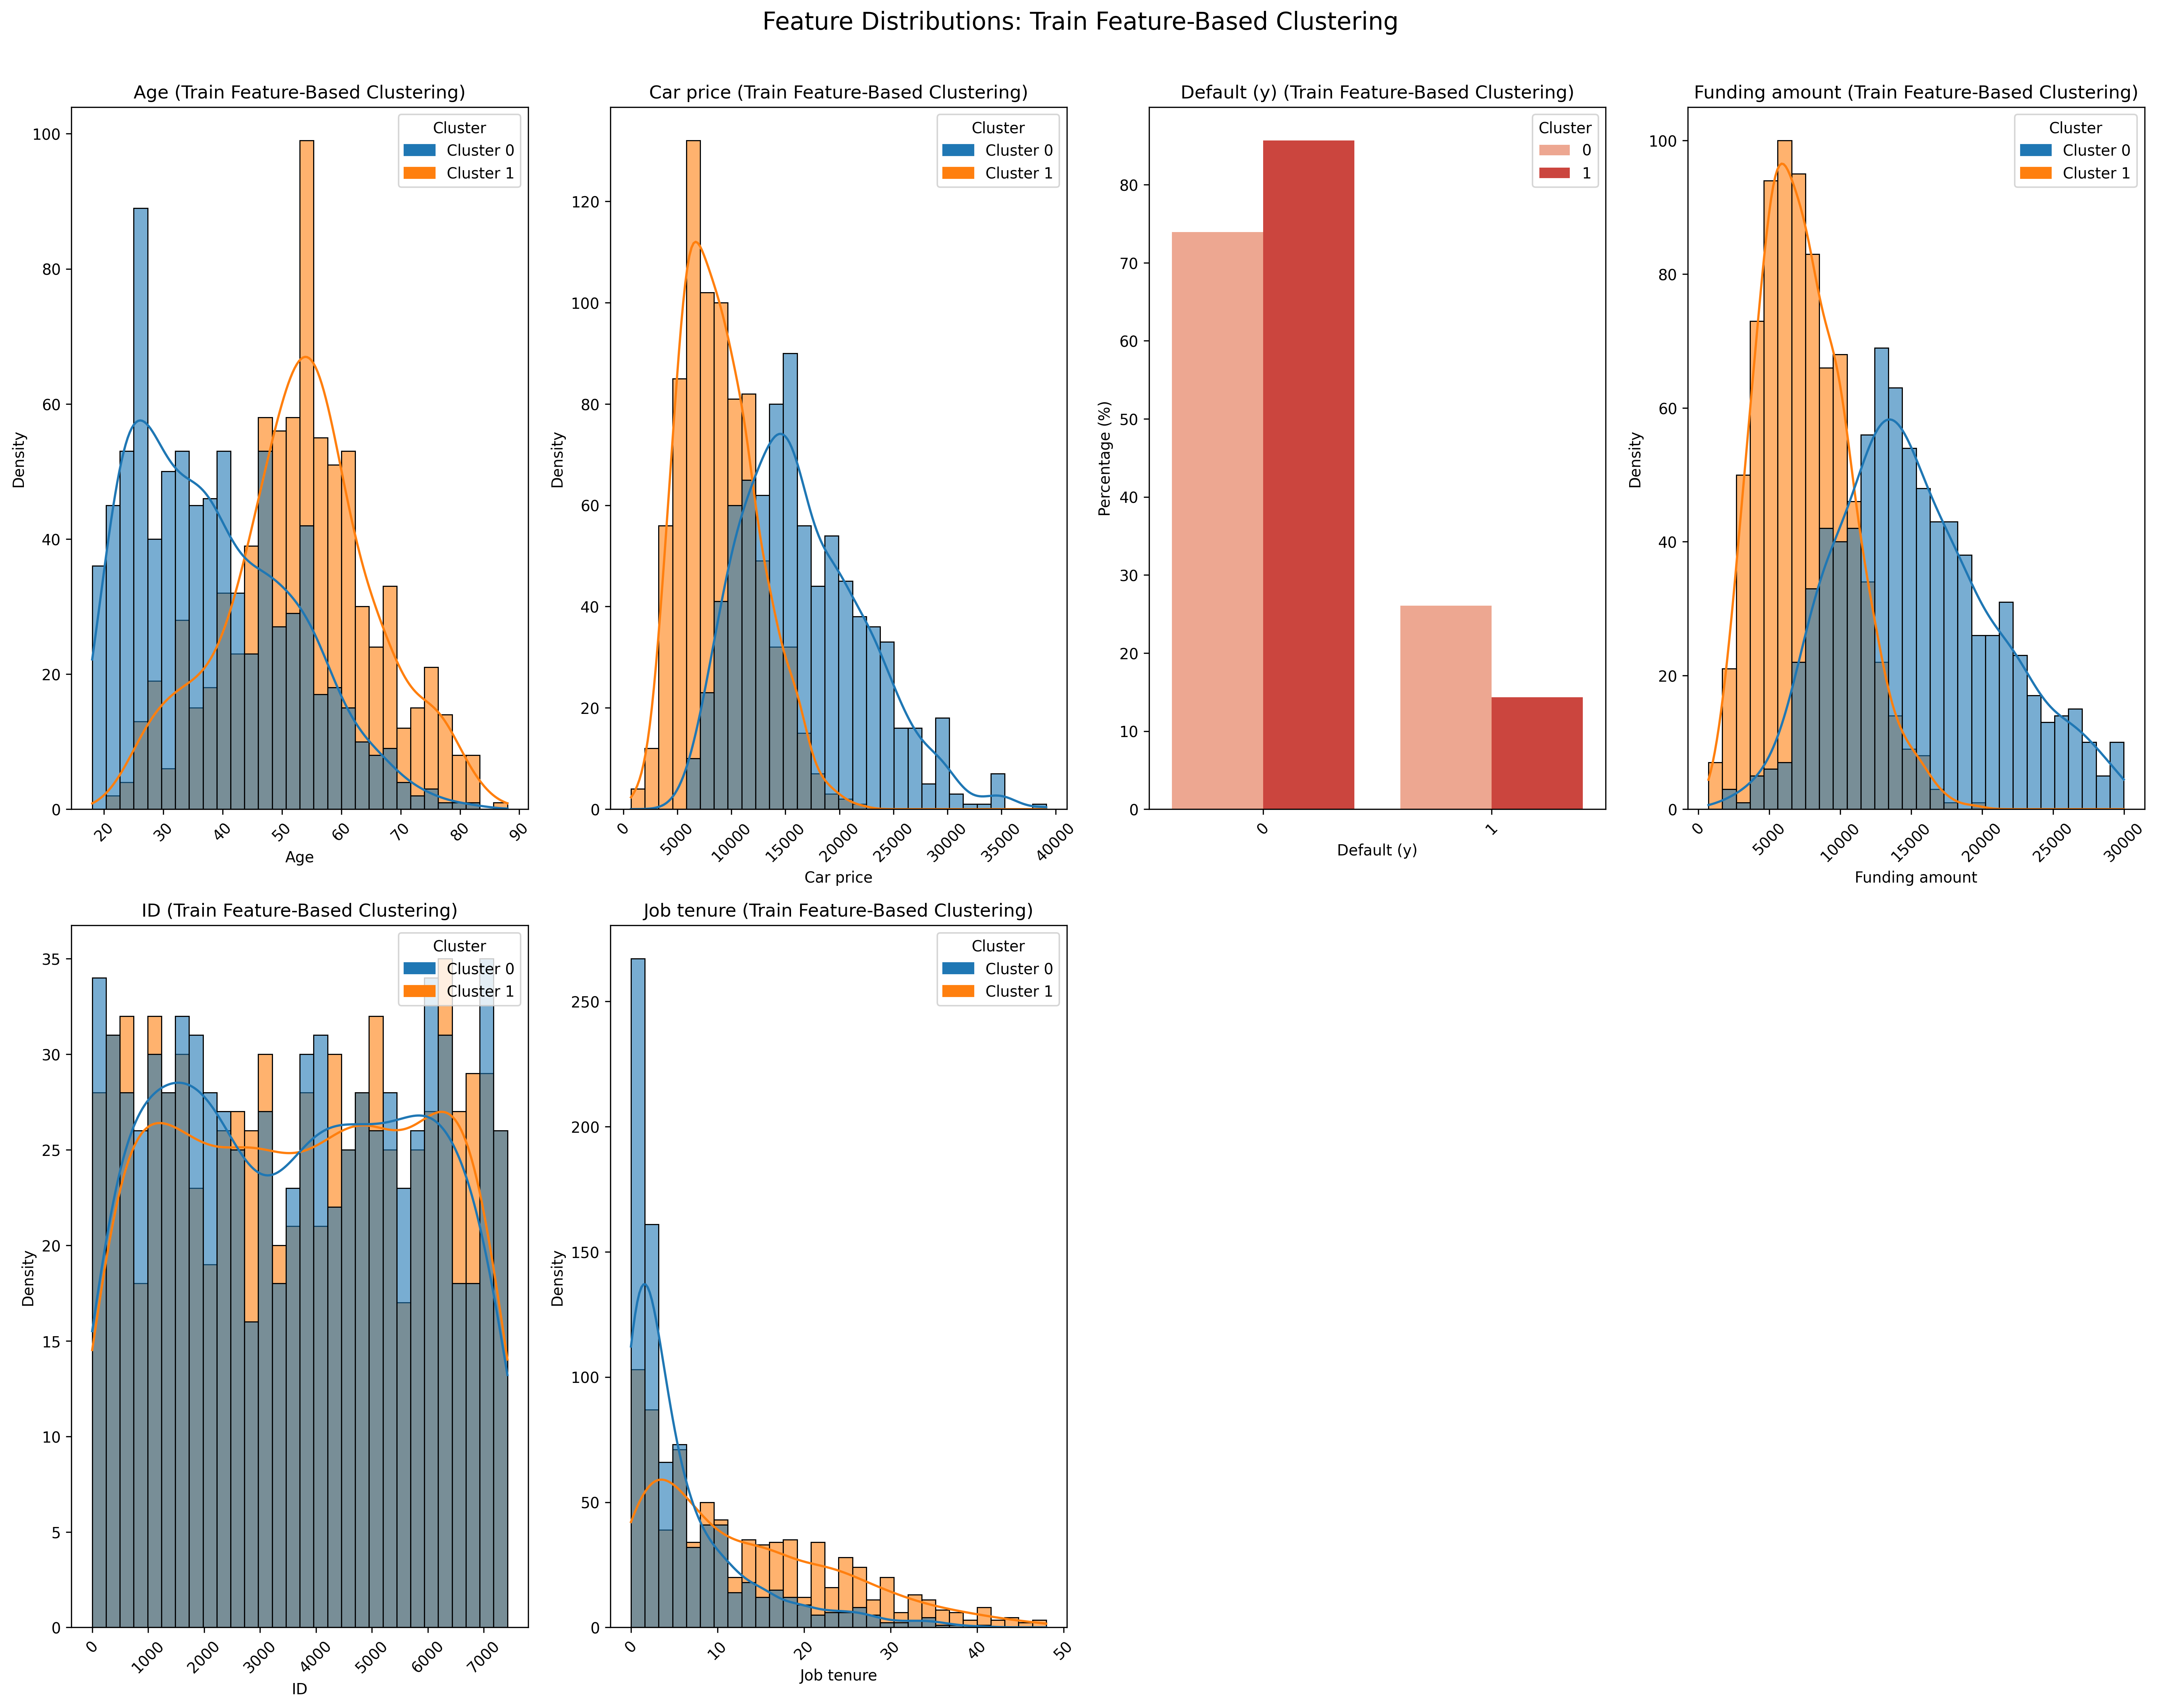 Feature Distributions: Train Feature-Based Clustering
Age (Train Feature-Based Clustering)
Density
100
80
60
40
20
0
20
30
40
50
60
70
80
90
Age
Cluster
Cluster 0
Cluster 1
Car price (Train Feature-Based Clustering)
Density
120
100
80
60
40
20
0
0
5000
10000
15000
20000
25000
30000
35000
40000
Car price
Cluster
Cluster 0
Cluster 1
Default (y) (Train Feature-Based Clustering)
Percentage (%)
80
70
60
50
40
30
20
10
0
0
1
Default (y)
Cluster
0
1
Funding amount (Train Feature-Based Clustering)
Density
100
80
60
40
20
0
0
5000
10000
15000
20000
25000
30000
Funding amount
Cluster
Cluster 0
Cluster 1
ID (Train Feature-Based Clustering)
Density
35
30
25
20
15
10
5
0
0
1000
2000
3000
4000
5000
6000
7000
ID
Cluster
Cluster 0
Cluster 1
Job tenure (Train Feature-Based Clustering)
Density
250
200
150
100
50
0
0
10
20
30
40
50
Job tenure
Cluster
Cluster 0
Cluster 1